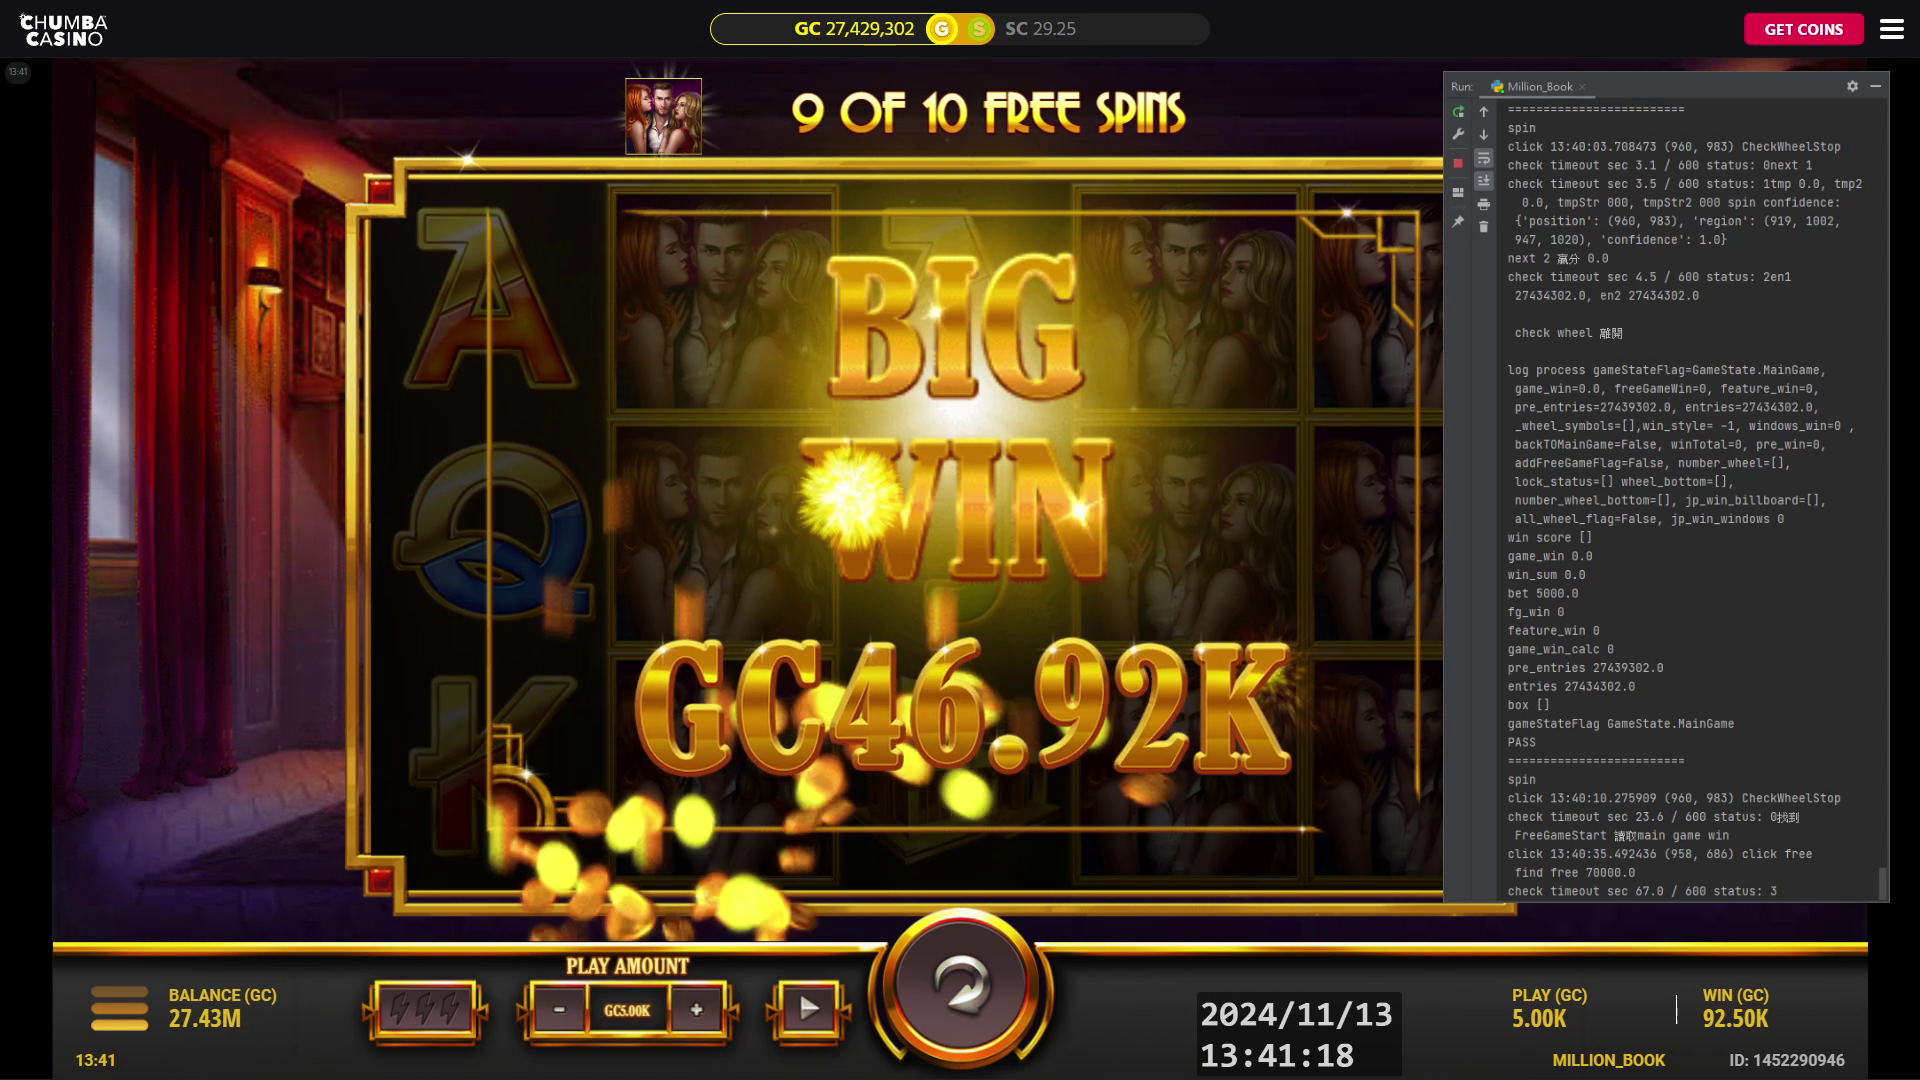 CHUMBA
CASINO
GC 27,429,302
G
S
SC 29.25
GET COINS
13:41
9 OF 10 FREE SPINS
A
Q
K
BIG
WIN
GC46.92K
Run:
Million_Book
==========================
spin
click 13:40:03.708473 (960, 983) CheckWheelStop
check timeout sec 3.1 / 600 status: 0next 1
check timeout sec 3.5 / 600 status: 1tmp 0.0, tmp2
0.0, tmpStr 000, tmpStr2 000 spin confidence:
{'position': (960, 983), 'region': (919, 1002,
947, 1020), 'confidence': 1.0}
next 2 贏分 0.0
check timeout sec 4.5 / 600 status: 2en1
27434302.0, en2 27434302.0
check wheel 離開
log process gameStateFlag=GameState.MainGame,
game_win=0.0, freeGameWin=0, feature_win=0,
pre_entries=27439302.0, entries=27434302.0,
_wheel_symbols=[],win_style= -1, windows_win=0 ,
backTOMainGame=False, winTotal=0, pre_win=0,
addFreeGameFlag=False, number_wheel=[],
lock_status=[] wheel_bottom=[],
number_wheel_bottom=[], jp_win_billboard=[],
all_wheel_flag=False, jp_win_windows 0
win score []
game_win 0.0
win_sum 0.0
bet 5000.0
fg_win 0
feature_win 0
game_win_calc 0
pre_entries 27439302.0
entries 27434302.0
box []
gameStateFlag GameState.MainGame
PASS
==========================
spin
click 13:40:10.275909 (960, 983) CheckWheelStop
check timeout sec 23.6 / 600 status: 0找到
FreeGameStart 讀取main game win
click 13:40:35.492436 (958, 686) click free
find free 70000.0
check timeout sec 67.0 / 600 status: 3
BALANCE (GC)
27.43M
13:41
PLAY AMOUNT
-
GC5.00K
+
2024/11/13
13:41:18
PLAY (GC)
5.00K
WIN (GC)
92.50K
MILLION_BOOK
ID: 1452290946